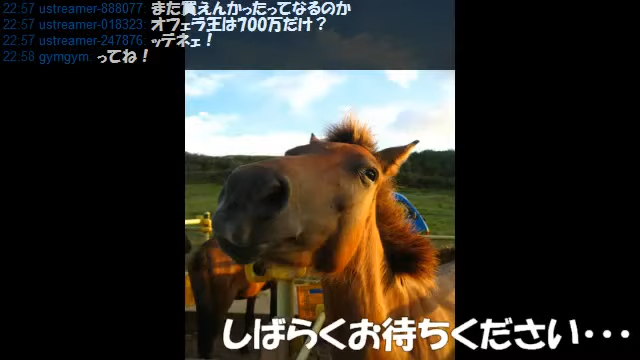 22:57 ustreamer-888077: また買えんかったってなるのか
22:57 ustreamer-018323: オフェラ王は700万だけ？
22:57 ustreamer-247876: ッテネェ！
22:58 gymgym: ってね！
しばらくお待ちください･･･